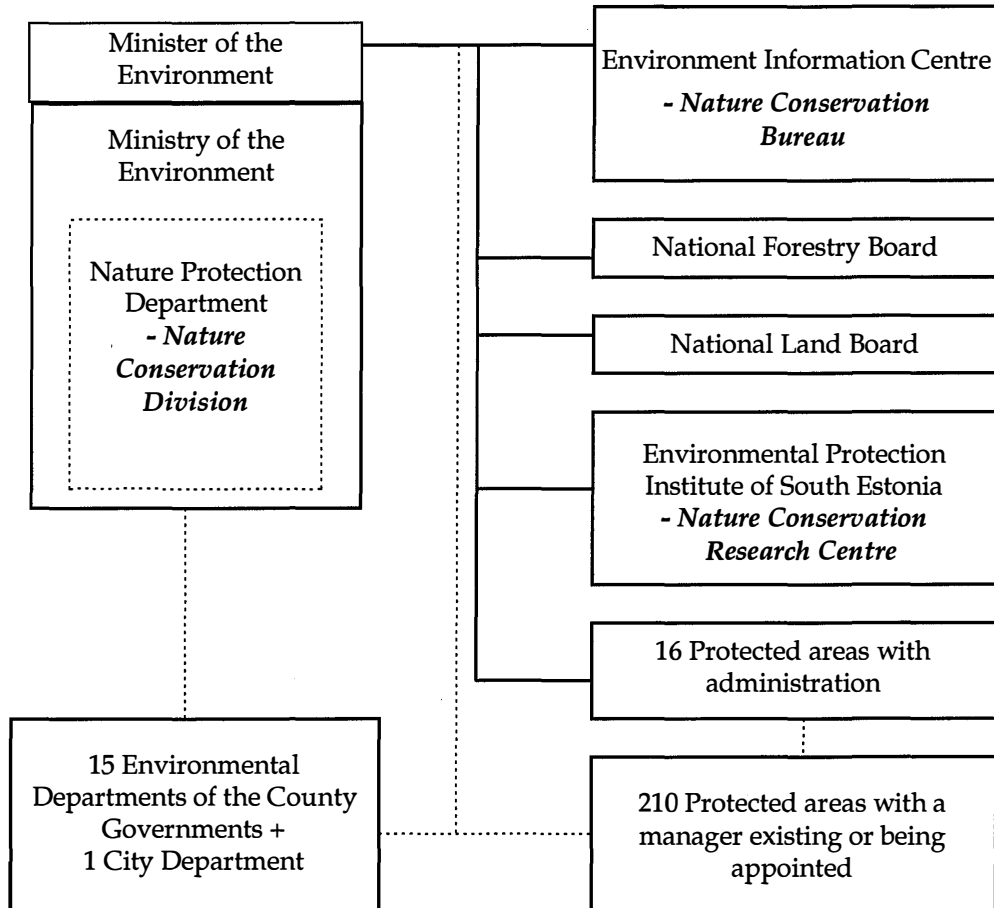 Minister of the
Environment
Ministry of the
Environment
Nature Protection
Department
- Nature
Conservation
Division
15 Environmental
Departments of the County
Governments +
1 City Department
Environment Information Centre
- Nature Conservation
Bureau
National Forestry Board
National Land Board
Environmental Protection
Institute of South Estonia
- Nature Conservation
Research Centre
16 Protected areas with
administration
210 Protected areas with a
manager existing or being
appointed